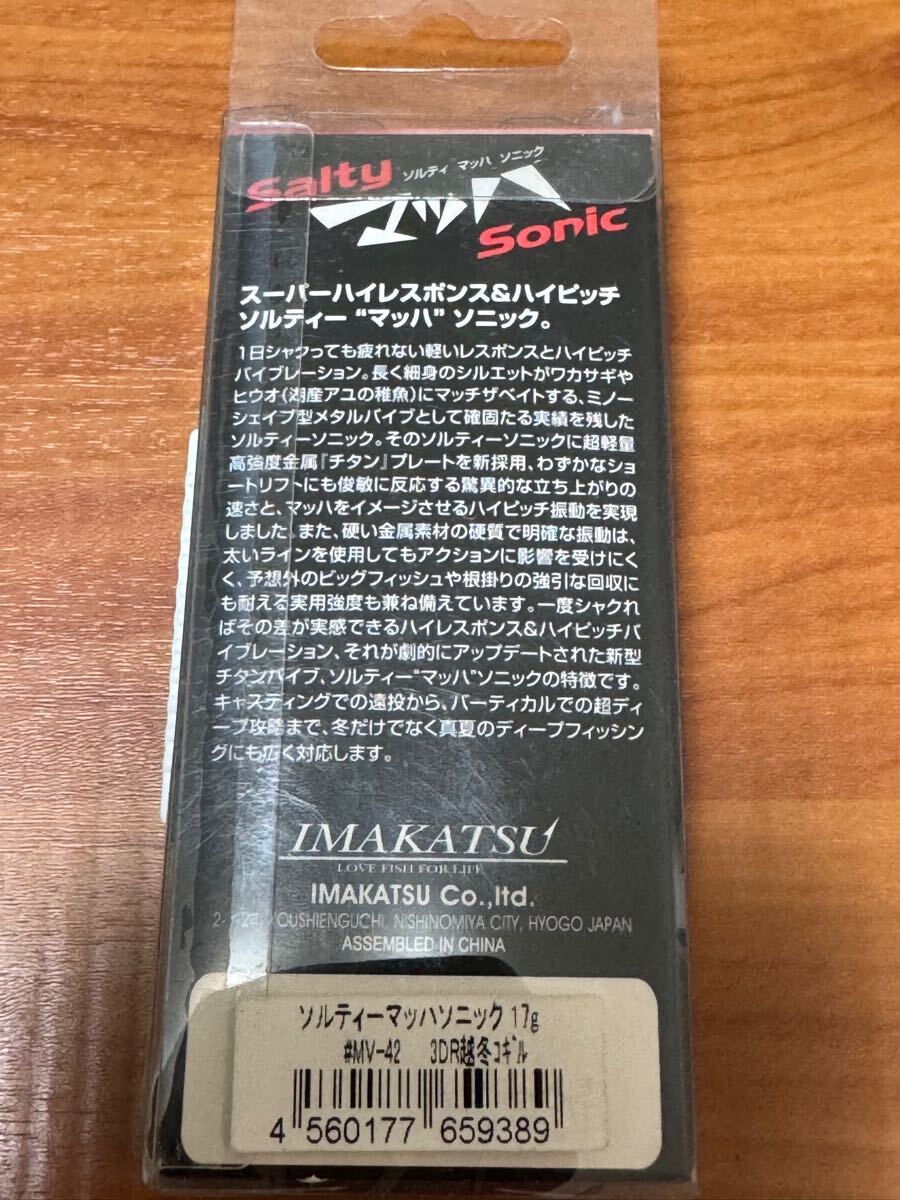 Salty
ソルティ マッハ ソニック
マッハ
Sonic
スーパーハイレスポンス&ハイピッチ
ソルティー“マッハ”ソニック。
1日シャクっても疲れない軽いレスポンスとハイピッチ
バイブレーション。長く細身のシルエットがワカサギや
ヒウオ(湖産アユの稚魚)にマッチザベイトする、ミノー
シェイプ型メタルバイブとして確固たる実績を残した
ソルティーソニック。そのソルティーソニックに超軽量
高強度金属『チタン』プレートを新採用、わずかなショ
ートリフトにも俊敏に反応する驚異的な立ち上がりの
速さと、マッハをイメージさせるハイピッチ振動を実現
しました。また、硬い金属素材の硬質で明確な振動は、
太いラインを使用してもアクションに影響を受けにく
く、予想外のビッグフィッシュや根掛りの強引な回収に
も耐える実用強度も兼ね備えています。一度シャクれ
ばその差が実感できるハイレスポンス&ハイピッチバ
イブレーション、それが劇的にアップデートされた新型
チタンバイブ、ソルティー“マッハ”ソニックの特徴です。
キャスティングでの遠投から、バーティカルでの超ディ
ープ攻略まで、冬だけでなく真夏のディープフィッシン
グにも広く対応します。
IMAKATSU
LOVE FISH FOR LIFE
IMAKATSU Co.,ltd.
OUSHIENGUCHI, NISHINOMIYA CITY, HYOGO JAPAN
ASSEMBLED IN CHINA
ソルティーマッハソニック 17g
#MV-42 3DR越冬コギル
4 560177 659389